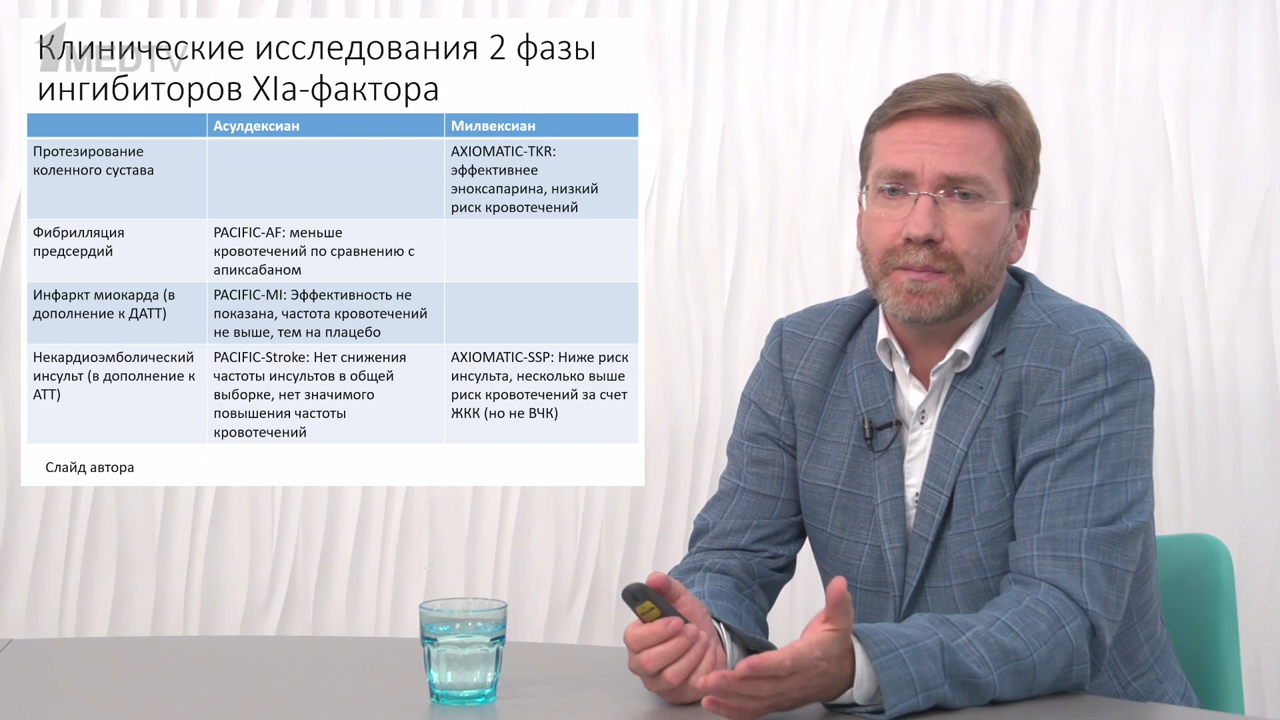 1MEDTV
Клинические исследования 2 фазы
ингибиторов XIa-фактора
Асулдексиан
Милвексиан
Протезирование
коленного сустава
AXIOMATIC-TKR:
эффективнее
эноксапарина, низкий
риск кровотечений
Фибрилляция
предсердий
PACIFIC-AF: меньше
кровотечений по сравнению с
апиксабаном
Инфаркт миокарда (в
дополнение к ДАТТ)
PACIFIC-MI: Эффективность не
показана, частота кровотечений
не выше, тем на плацебо
Некардиоэмболический
инсульт (в дополнение к
АТТ)
PACIFIC-Stroke: Нет снижения
частоты инсультов в общей
выборке, нет значимого
повышения частоты
кровотечений
AXIOMATIC-SSP: Ниже риск
инсульта, несколько выше
риск кровотечений за счет
ЖКК (но не ВЧК)
Слайд автора